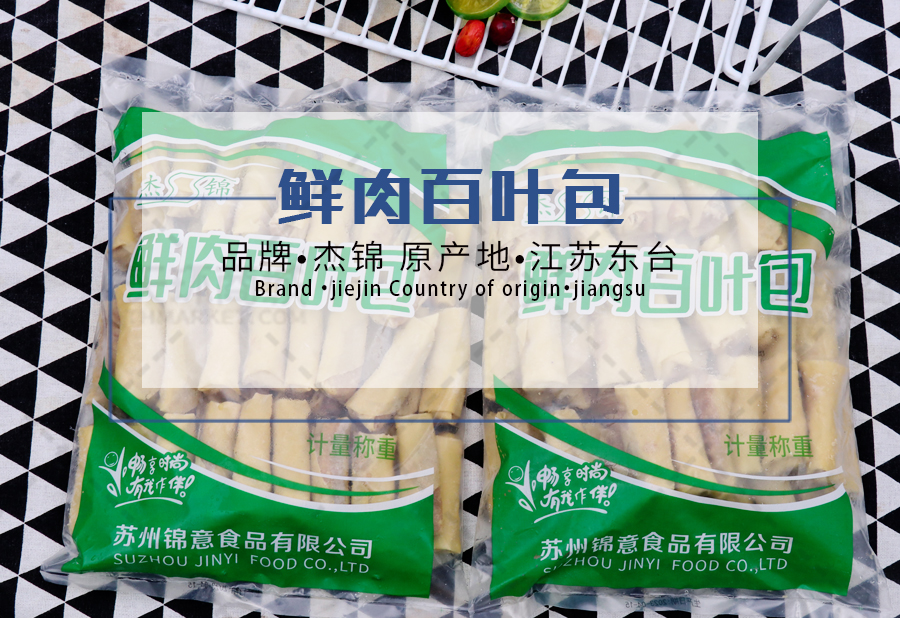 鲜肉百叶包
品牌•杰锦 原产地•江苏东台
Brand •jiejin Country of origin•jiangsu
杰 锦
鲜肉百叶包
鲜肉百叶包
计量称重
计量称重
畅享时尚
有我作伴!
畅享时尚
有我作伴!
苏州锦意食品有限公司
SUZHOU JINYI FOOD CO.,LTD
苏州锦意食品有限公司
SUZHOU JINYI FOOD CO.,LTD